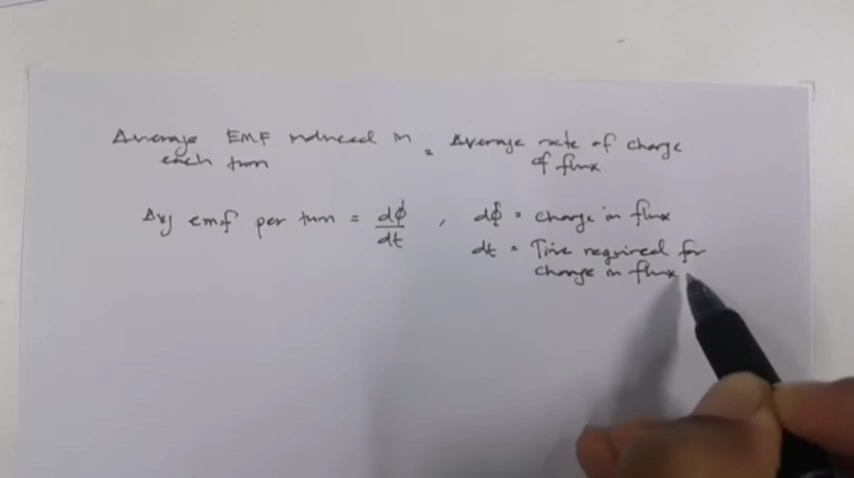 Average EMF induced in = Average rate of change
each turn of flux
Avg emf per turn = dϕ/dt , dϕ = change in flux
dt = Time required for
change in flux